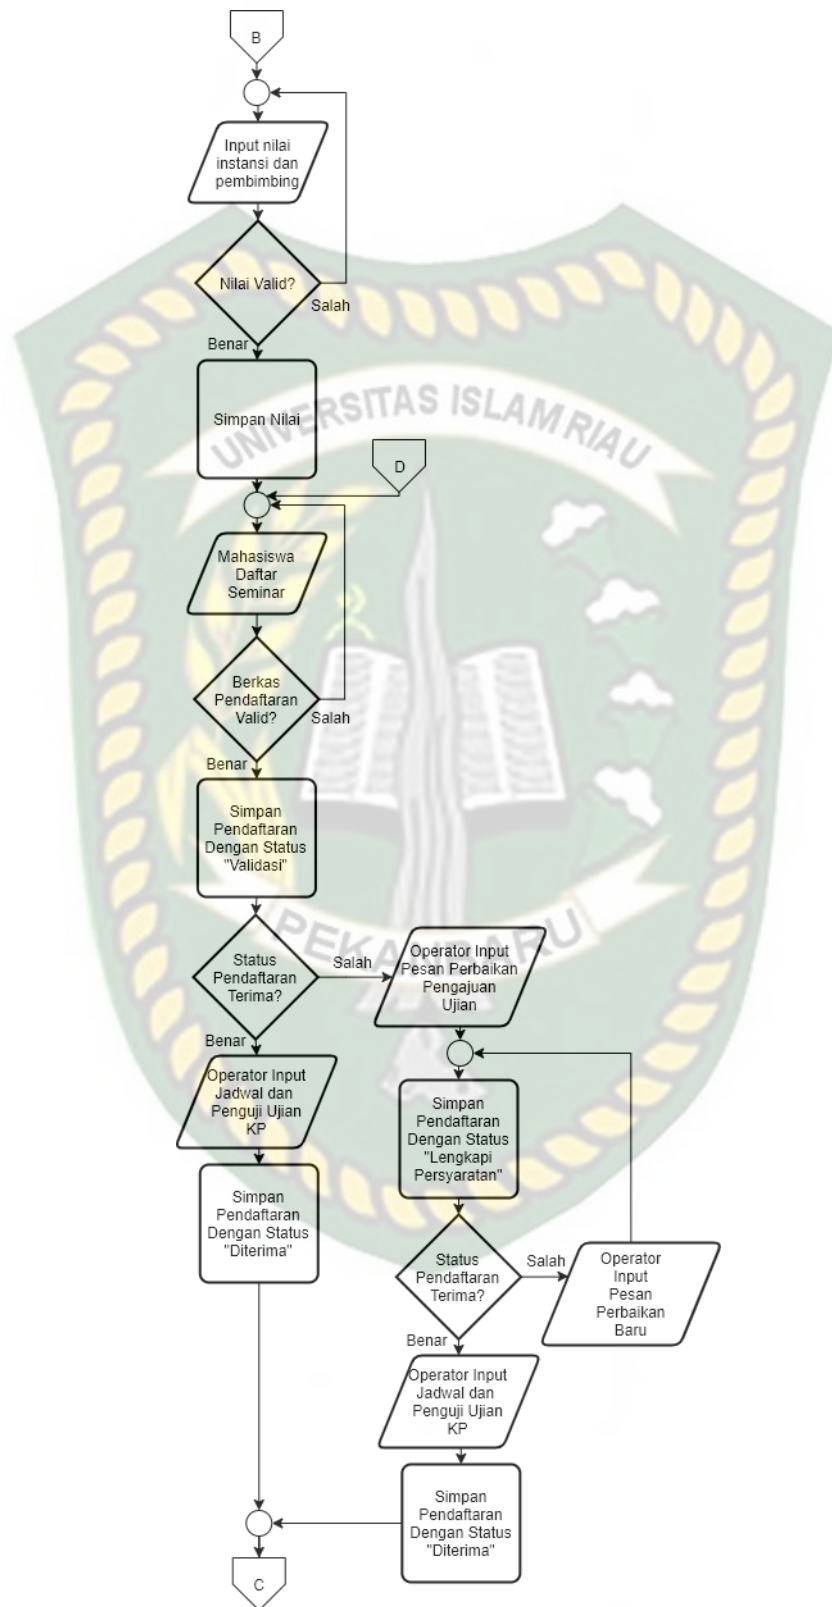 B
Input nilai
instansi dan
pembimbing
Nilai Valid?
Salah
Benar
Simpan Nilai
UNIVERSITAS ISLAM RIAU
D
Mahasiswa
Daftar
Seminar
Berkas
Pendaftaran
Valid?
Salah
Benar
Simpan
Pendaftaran
Dengan Status
"Validasi"
PEKANBARU
Status
Pendaftaran
Terima?
Salah
Operator Input
Pesan Perbaikan
Pengajuan
Ujian
Benar
Operator Input
Jadwal dan
Penguji Ujian
KP
Simpan
Pendaftaran
Dengan Status
"Lengkapi
Persyaratan"
Simpan
Pendaftaran
Dengan Status
"Diterima"
Status
Pendaftaran
Terima?
Salah
Operator
Input
Pesan
Perbaikan
Baru
Benar
Operator Input
Jadwal dan
Penguji Ujian
KP
Simpan
Pendaftaran
Dengan Status
"Diterima"
C